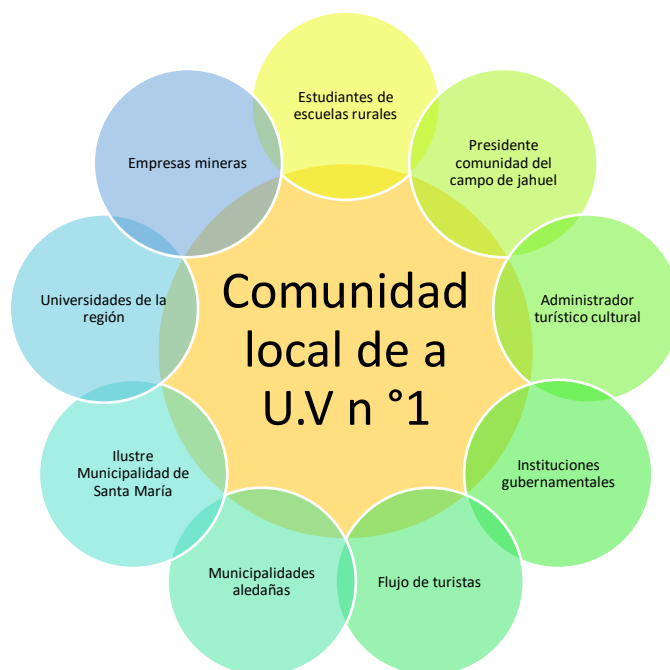 Estudiantes de
escuelas rurales
Presidente
comunidad del
campo de jahuel
Administrador
turístico cultural
Instituciones
gubernamentales
Flujo de turistas
Municipalidades
aledañas
Ilustre
Municipalidad de
Santa María
Universidades de la
región
Empresas mineras
Comunidad
local de a
U.V n °1